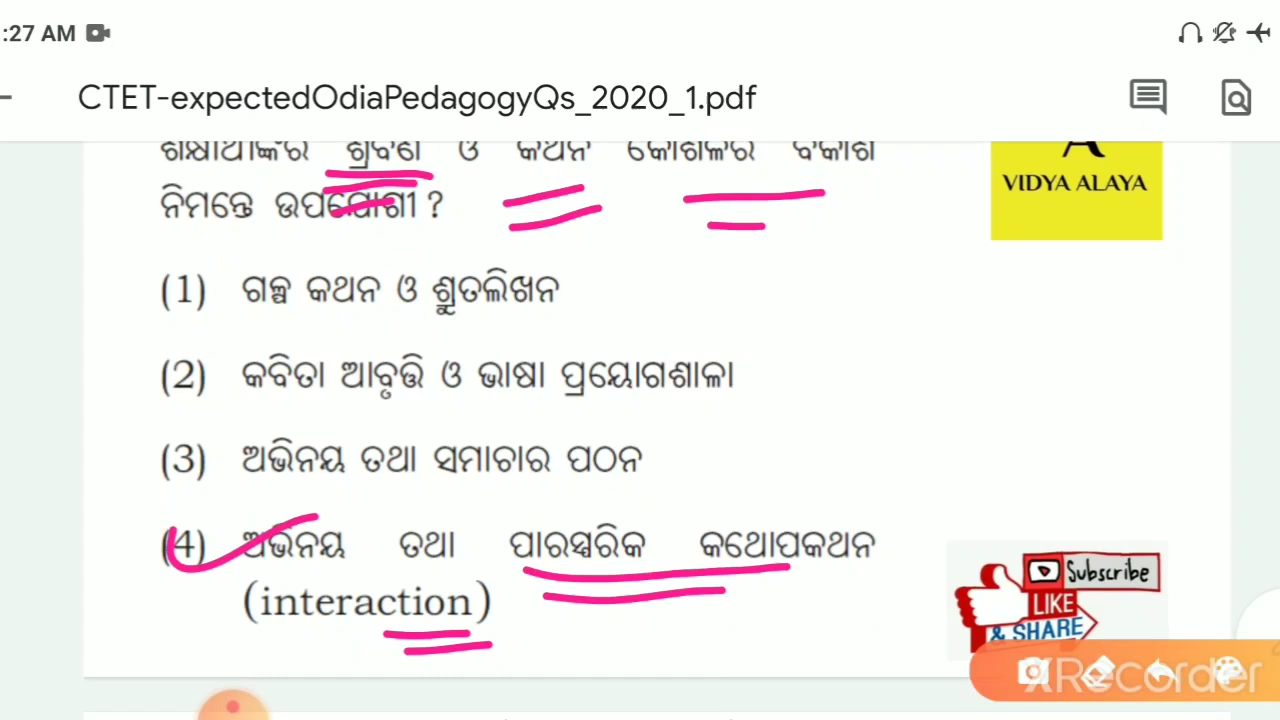 :27 AM
CTET-expectedOdiaPedagogyQs_2020_1.pdf
ଶିକ୍ଷାର୍ଥୀଙ୍କର ଶ୍ରବଣ ଓ କଥନ କୌଶଳର ବିକାଶ
ନିମନ୍ତେ ଉପଯୋଗୀ ?
VIDYA ALAYA
(1) ଗଳ୍ପ କଥନ ଓ ଶ୍ରୁତଲିଖନ
(2) କବିତା ଆବୃତ୍ତି ଓ ଭାଷା ପ୍ରୟୋଗଶାଳା
(3) ଅଭିନୟ ତଥା ସମାଚାର ପଠନ
(4) ଅଭିନୟ ତଥା ପାରସ୍ପରିକ କଥୋପକଥନ
(interaction)
Subscribe
LIKE
& SHARE
XRecorder